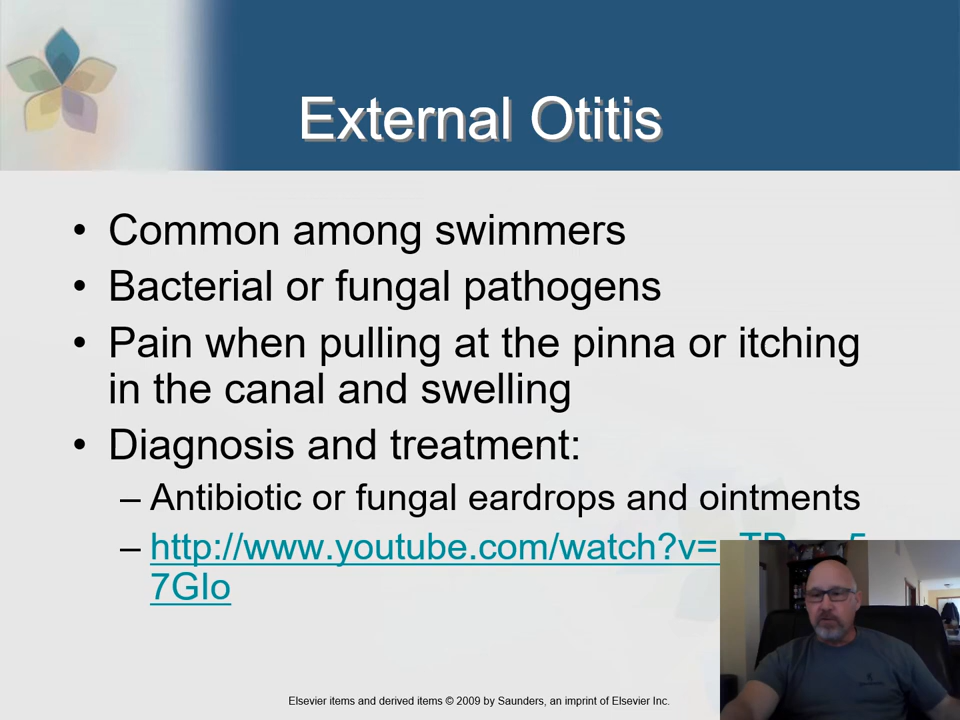 External Otitis
• Common among swimmers
• Bacterial or fungal pathogens
• Pain when pulling at the pinna or itching
in the canal and swelling
• Diagnosis and treatment:
– Antibiotic or fungal eardrops and ointments
– http://www.youtube.com/watch?v=
7GIo
Elsevier items and derived items © 2009 by Saunders, an imprint of Elsevier Inc.